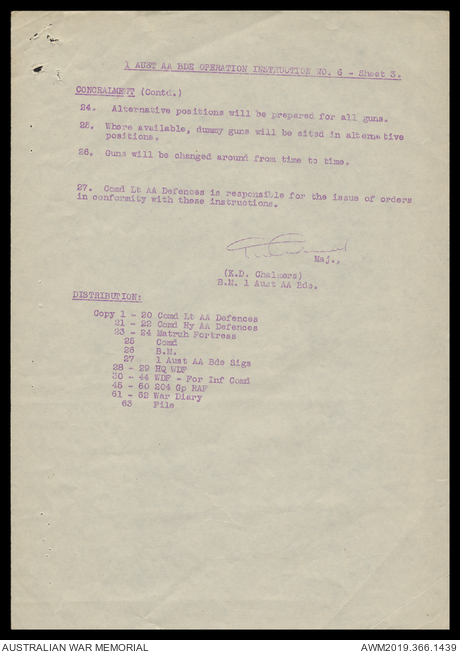 1 AUST AA BDE OPERATION INSTRUCTION NO. 6 - Sheet 3.
CONCEALMENT (Contd.)
24. Alternative positions will be prepared for all guns.
25. Where available, dummy guns will be sited in alternative
positions.
26. Guns will be changed around from time to time.
27. Comd Lt AA Defences is responsible for the issue of orders
in conformity with these instructions.
Maj.,
(K.D. Chalmers)
B.M. 1 Aust AA Bde.
DISTRIBUTION:
Copy 1 - 20 Comd Lt AA Defences
21 - 22 Comd Hy AA Defences
23 - 24 Matruh Fortress
25 Comd
26 B.M.
27 1 Aust AA Bde Sigs
28 - 29 HQ WDF
30 - 44 WDF - For Inf Comd
45 - 60 204 Gp RAF
61 - 62 War Diary
63 File
AUSTRALIAN WAR MEMORIAL
AWM2019.366.1439